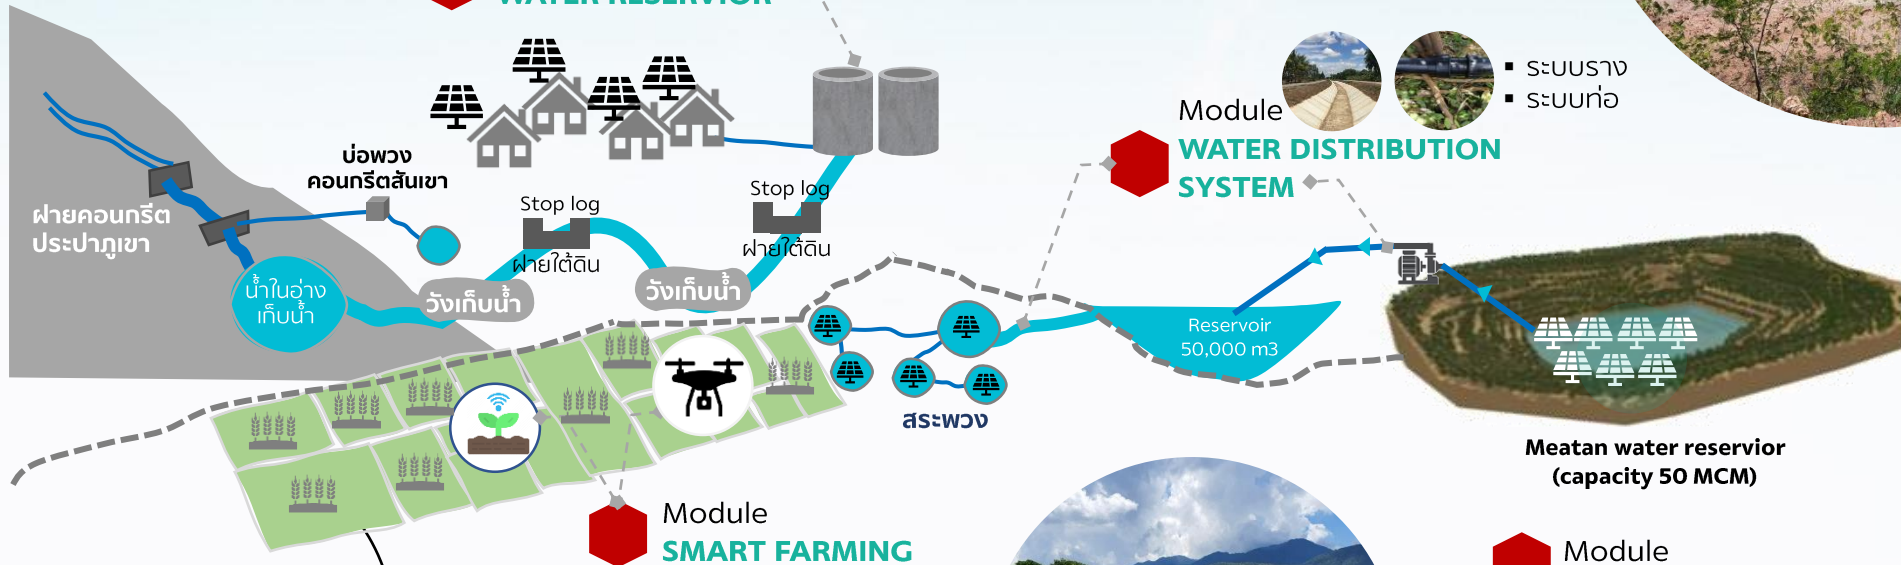 WATER RESERVIOR
ระบบราง
ระบบท่อ
Module
WATER DISTRIBUTION
SYSTEM
บ่อพวง
คอนกรีตสันเขา
ฝายคอนกรีต
ประปาภูเขา
Stop log
ฝายใต้ดิน
Stop log
ฝายใต้ดิน
น้ำในอ่าง
เก็บน้ำ
วังเก็บน้ำ
วังเก็บน้ำ
Reservoir
50,000 m3
สระพวง
Meatan water reservior
(capacity 50 MCM)
Module
SMART FARMING
Module